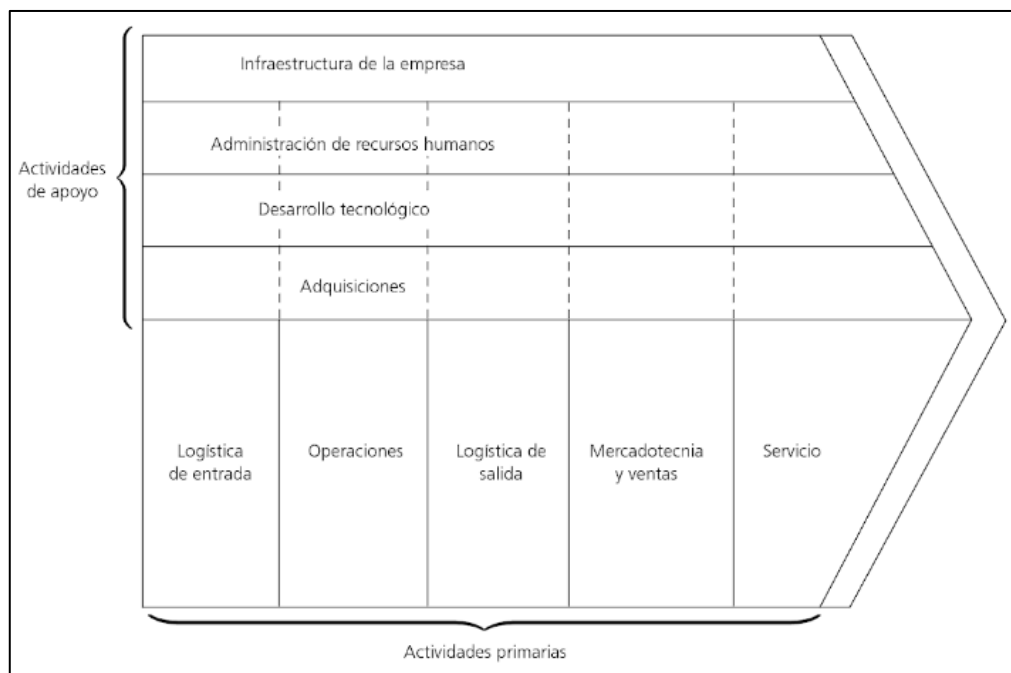 Infraestructura de la empresa
Administración de recursos humanos
Actividades
de apoyo
Desarrollo tecnológico
Adquisiciones
Logística
de entrada
Operaciones
Logística de
salida
Mercadotecnia
y ventas
Servicio
Actividades primarias